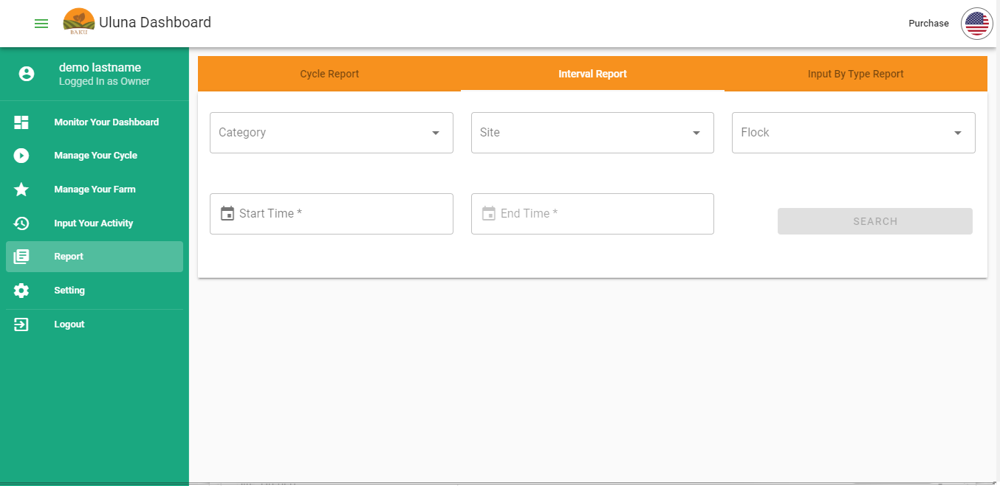 BAKU
Uluna Dashboard
Purchase
demo lastname
Logged In as Owner
Monitor Your Dashboard
Manage Your Cycle
Manage Your Farm
Input Your Activity
Report
Setting
Logout
Cycle Report
Interval Report
Input By Type Report
Category
Site
Flock
Start Time *
End Time *
SEARCH